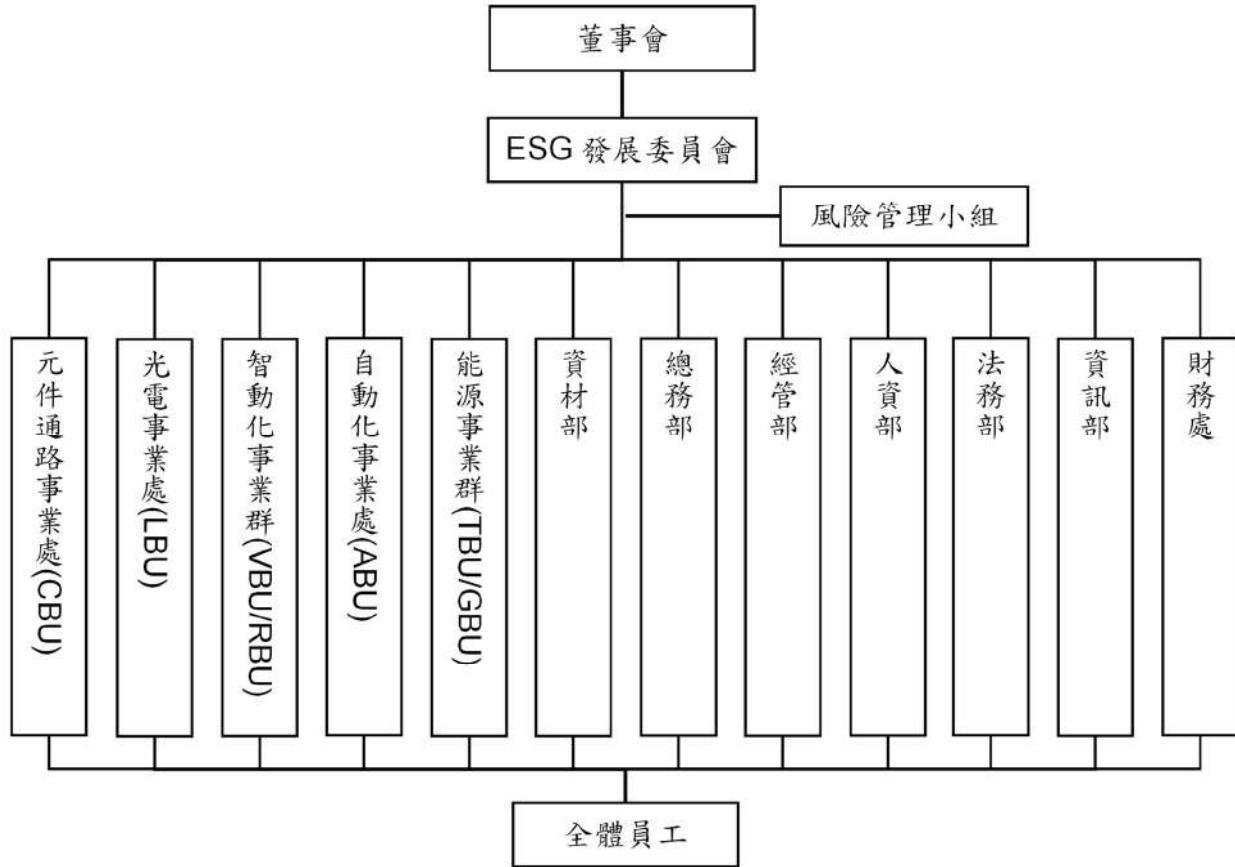 董事會
ESG 發展委員會
風險管理小組
元件通路事業處(CBU)
光電事業處(LBU)
智動化事業群(VBU/RBU)
自動化事業處(ABU)
能源事業群(TBU/GBU)
資材部
總務部
經管部
人資部
法務部
資訊部
財務處
全體員工